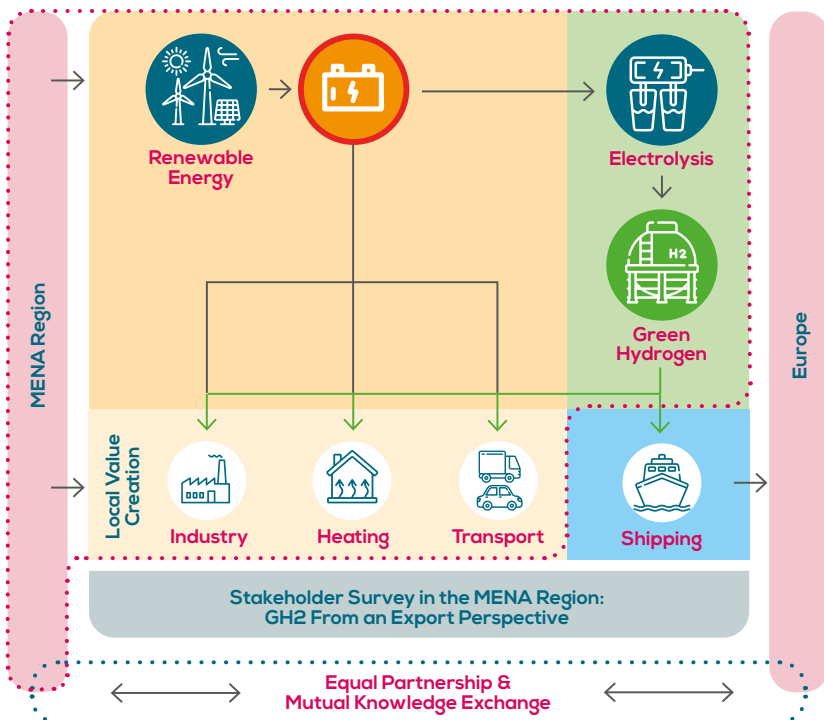 MENA Region
Renewable
Energy
Electrolysis
H2
Green
Hydrogen
Europe
Local Value
Creation
Industry
Heating
Transport
Shipping
Stakeholder Survey in the MENA Region:
GH2 From an Export Perspective
Equal Partnership &
Mutual Knowledge Exchange